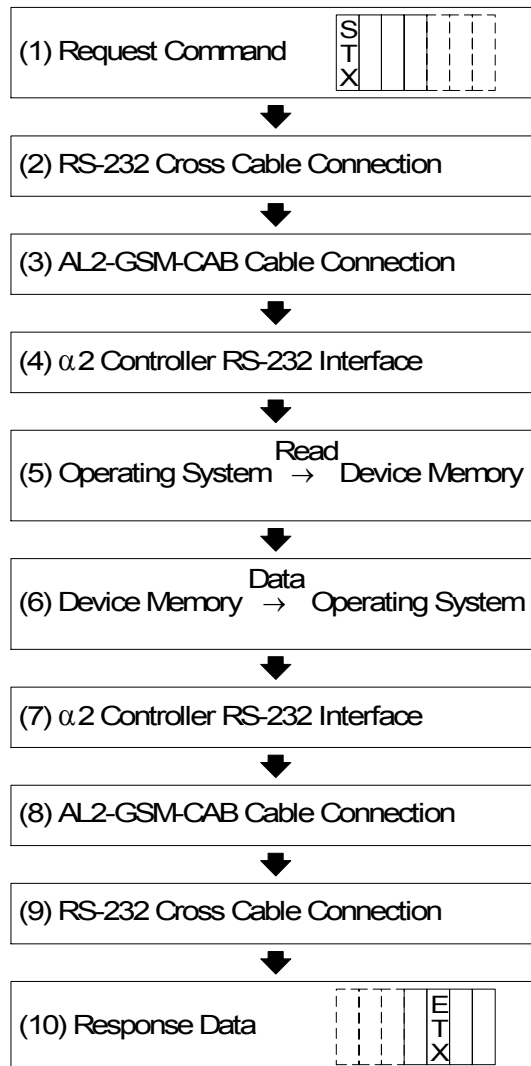 (1) Request Command STX
(2) RS-232 Cross Cable Connection
(3) AL2-GSM-CAB Cable Connection
(4) α2 Controller RS-232 Interface
Read
(5) Operating System → Device Memory
Data
(6) Device Memory → Operating System
(7) α2 Controller RS-232 Interface
(8) AL2-GSM-CAB Cable Connection
(9) RS-232 Cross Cable Connection
(10) Response Data ETX